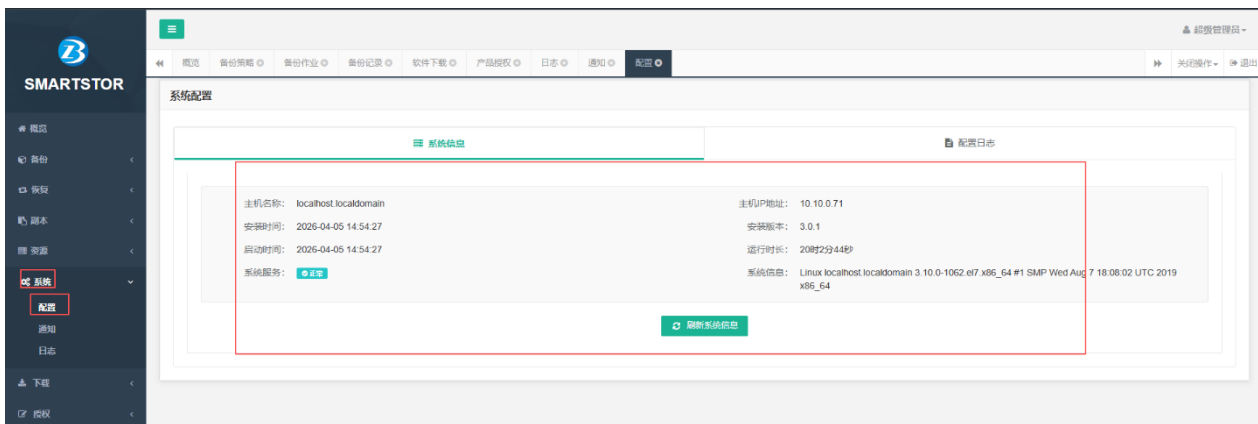 超级管理员
SMARTSTOR
概览 备份策略 备份作业 备份记录 软件下载 产品授权 日志 通知 配置 关闭操作 退出
系统配置
概览
备份
恢复
副本
资源
系统
配置
通知
日志
下载
授权
系统信息 配置日志
主机名称: localhost.localdomain 主机IP地址: 10.10.0.71
安装时间: 2026-04-05 14:54:27 安装版本: 3.0.1
启动时间: 2026-04-05 14:54:27 运行时长: 20时2分44秒
系统服务: 正常 系统信息: Linux localhost.localdomain 3.10.0-1062.el7.x86_64 #1 SMP Wed Aug 7 18:08:02 UTC 2019
x86_64
刷新系统信息